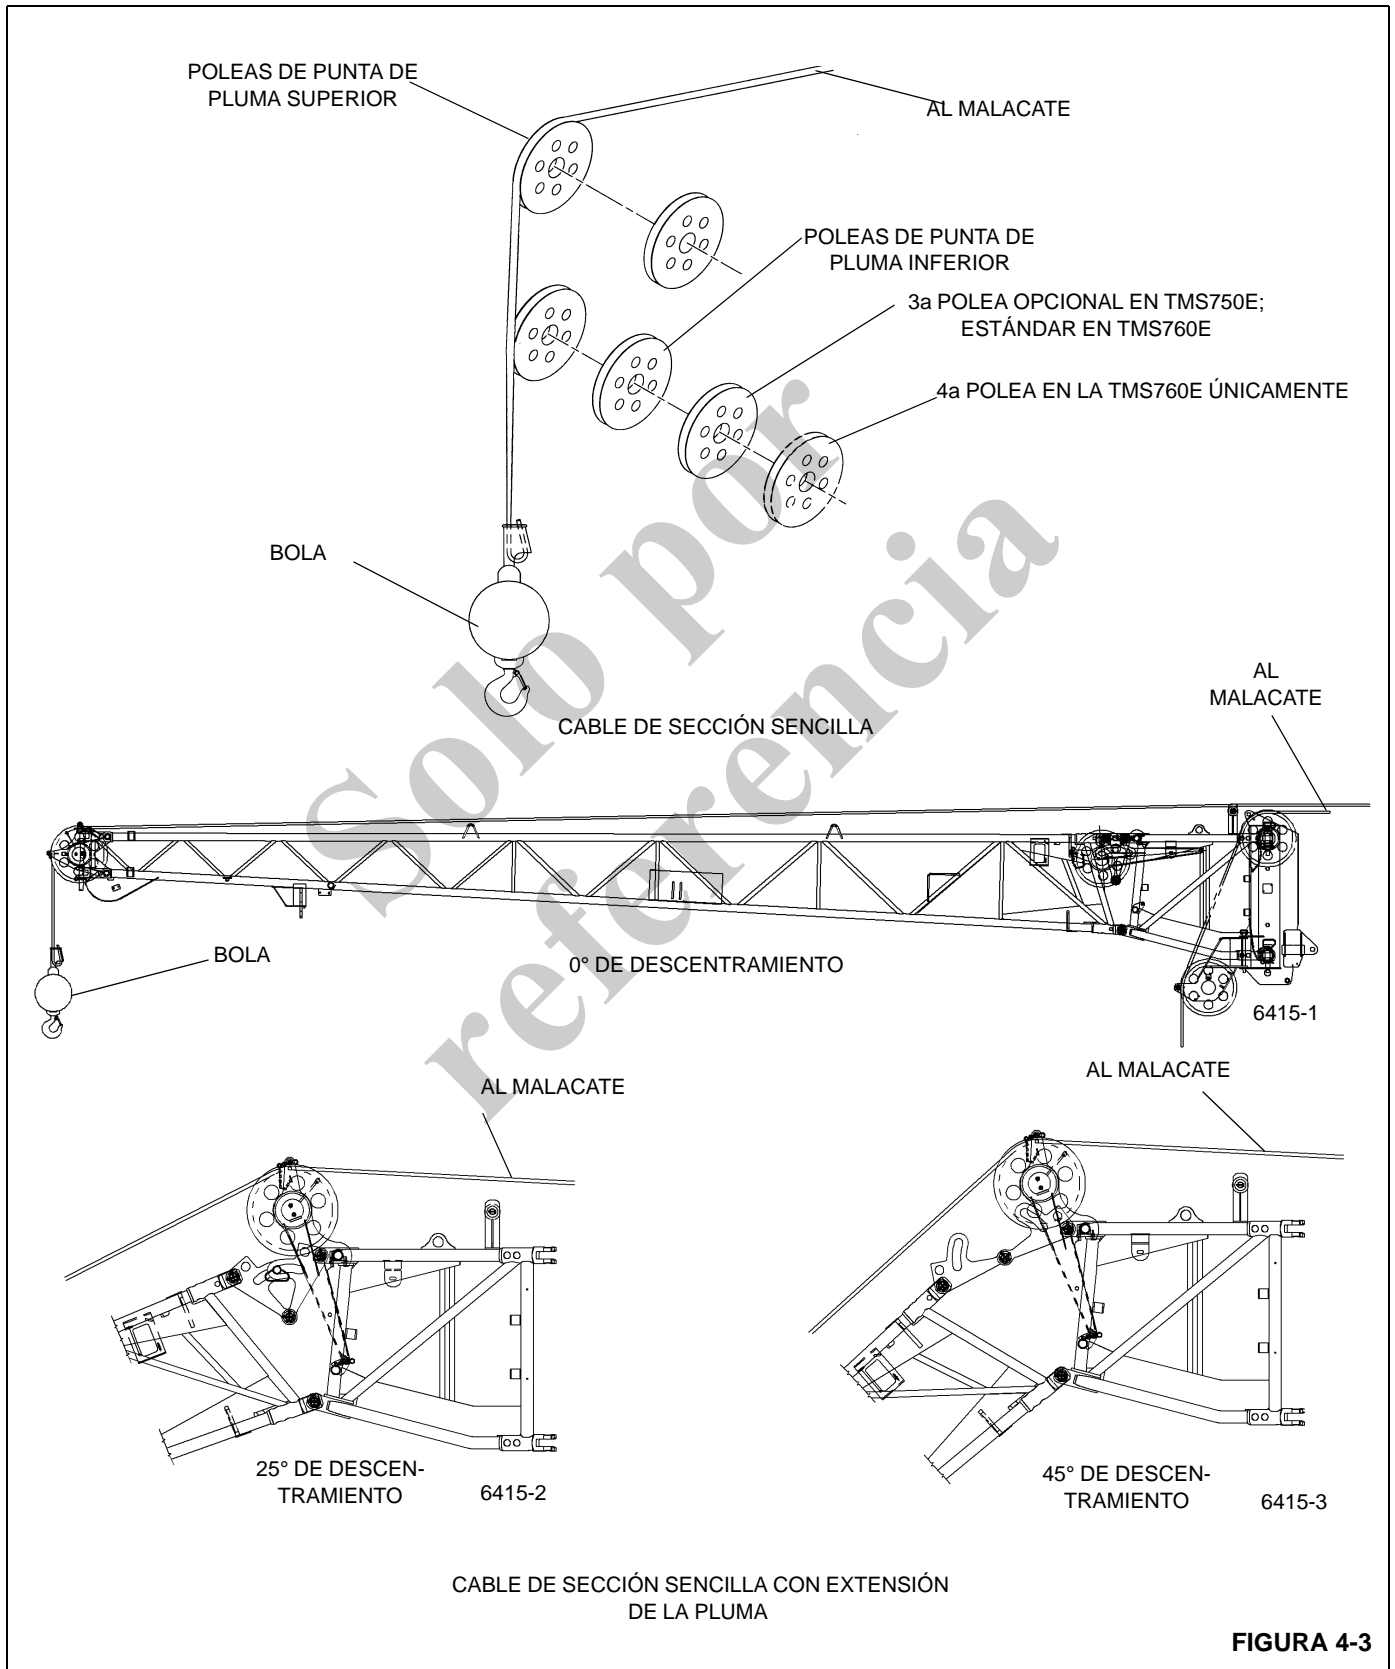 POLEAS DE PUNTA DE
PLUMA SUPERIOR
AL MALACATE
POLEAS DE PUNTA DE
PLUMA INFERIOR
3a POLEA OPCIONAL EN TMS750E;
ESTÁNDAR EN TMS760E
4a POLEA EN LA TMS760E ÚNICAMENTE
BOLA
CABLE DE SECCIÓN SENCILLA
Solo por
referencia
AL
MALACATE
BOLA
0° DE DESCENTRAMIENTO
6415-1
AL MALACATE
AL MALACATE
25° DE DESCEN-
TRAMIENTO
6415-2
45° DE DESCEN-
TRAMIENTO
6415-3
CABLE DE SECCIÓN SENCILLA CON EXTENSIÓN
DE LA PLUMA
FIGURA 4-3